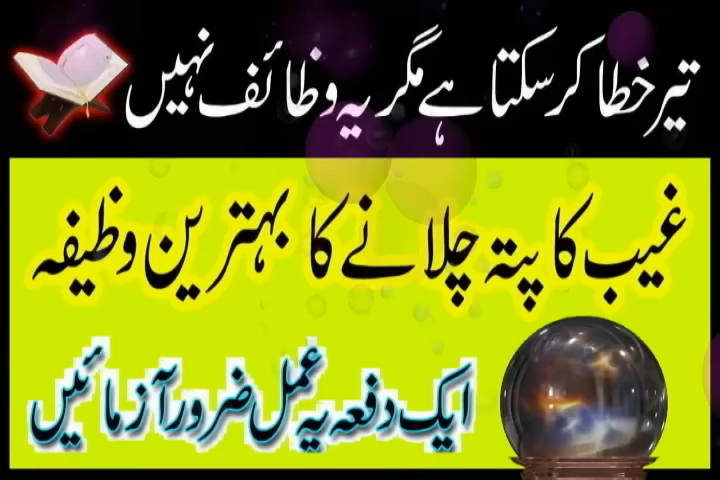 تیر خطا کر سکتا ہے مگر یہ وظائف نہیں
غیب کا پتہ چلانے کا بہترین وظیفہ
ایک دفعہ یہ عمل ضرور آزمائیں